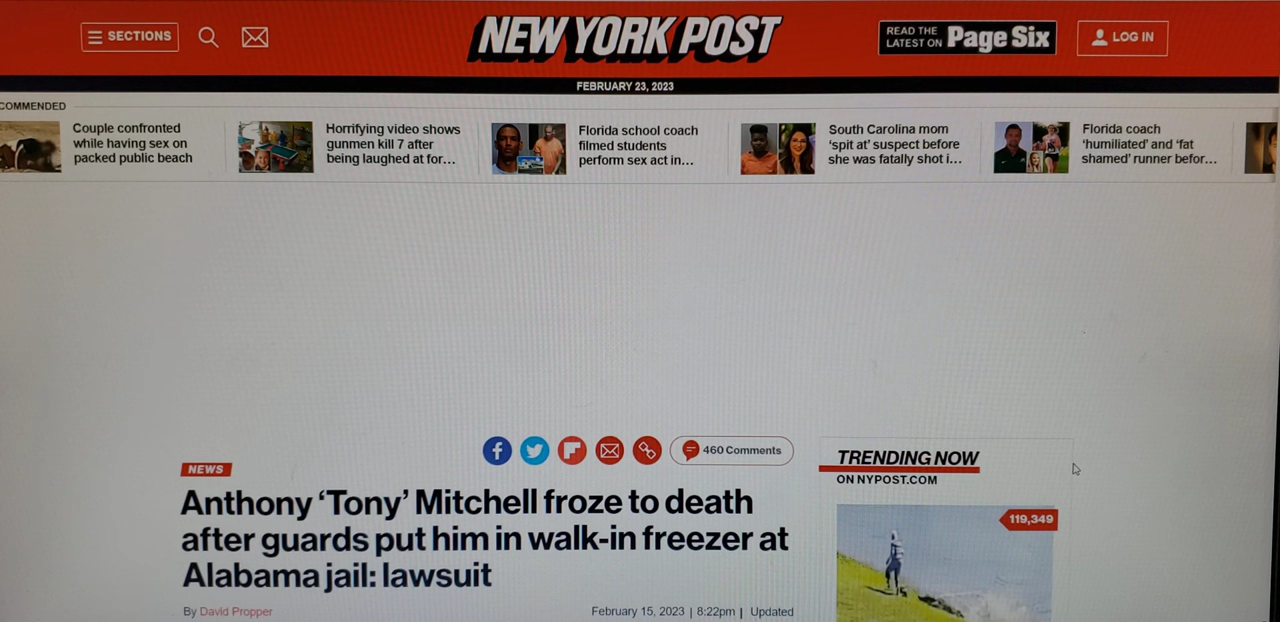 SECTIONS
NEW YORK POST
READ THE
LATEST ON
Page Six
LOG IN
FEBRUARY 23, 2023
COMMENDED
Couple confronted
while having sex on
packed public beach
Horrifying video shows
gunmen kill 7 after
being laughed at for...
Florida school coach
filmed students
perform sex act in...
South Carolina mom
‘spit at’ suspect before
she was fatally shot i...
Florida coach
‘humiliated’ and ‘fat
shamed’ runner befor...
460 Comments
NEWS
Anthony ‘Tony’ Mitchell froze to death
after guards put him in walk-in freezer at
Alabama jail: lawsuit
By David Propper
February 15, 2023 | 8:22pm | Updated
TRENDING NOW
ON NYPOST.COM
119,349